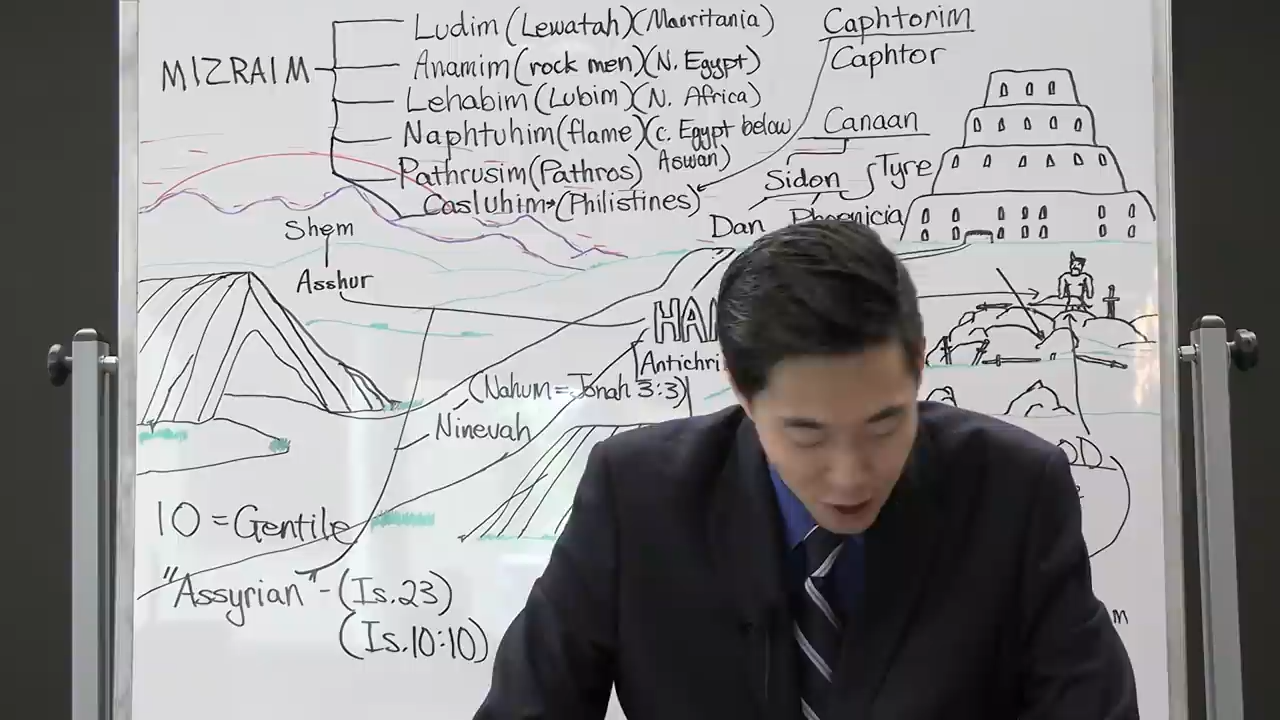 MIZRAIM
Ludim (Lewatah)(Mauritania)
Anamim (rock men)(N. Egypt)
Lehabim (Lubim)(N. Africa)
Naphtuhim (flame)(c. Egypt below
Aswan)
Pathrusim (Pathros)
Casluhim→(Philistines)
Caphtorim
Caphtor
Canaan
Sidon
Tyre
Dan
Phoenicia
Shem
Asshur
(Nahum = Jonah 3:3)
Ninevah
10 = Gentile
"Assyrian" - (Is.23)
(Is.10:10)